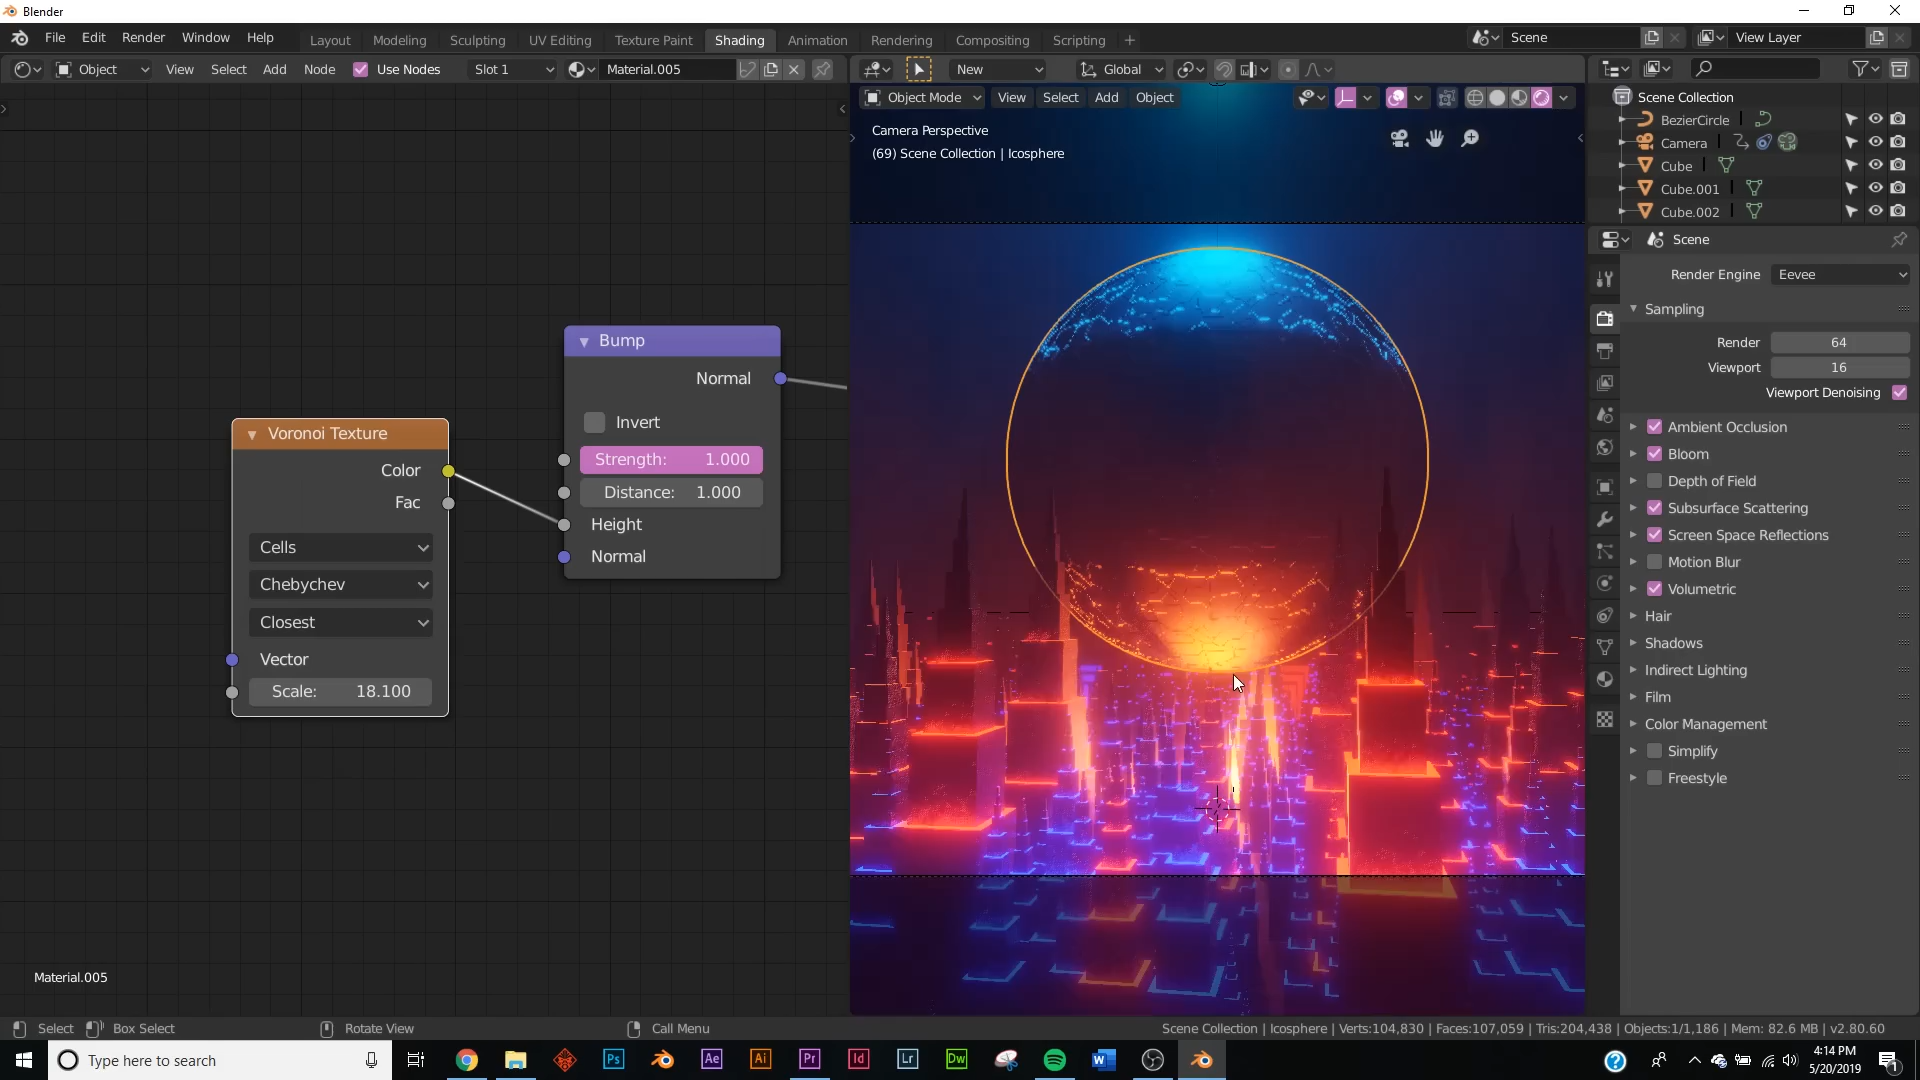 Blender
File Edit Render Window Help
Layout Modeling Sculpting UV Editing Texture Paint Shading Animation Rendering Compositing Scripting +
Scene
View Layer
Object View Select Add Node Use Nodes Slot 1 Material.005
New Global
Object Mode View Select Add Object
Camera Perspective
(69) Scene Collection | Icosphere
Bump
Normal
Invert
Strength: 1.000
Distance: 1.000
Height
Normal
Voronoi Texture
Color
Fac
Cells
Chebychev
Closest
Vector
Scale: 18.100
Material.005
Scene Collection
BezierCircle
Camera
Cube
Cube.001
Cube.002
Scene
Render Engine Eevee
Sampling
Render 64
Viewport 16
Viewport Denoising
Ambient Occlusion
Bloom
Depth of Field
Subsurface Scattering
Screen Space Reflections
Motion Blur
Volumetric
Hair
Shadows
Indirect Lighting
Film
Color Management
Simplify
Freestyle
Select Box Select Rotate View Call Menu
Scene Collection | Icosphere | Verts:104,830 | Faces:107,059 | Tris:204,438 | Objects:1/1,186 | Mem: 82.6 MB | v2.80.60
Type here to search
Ps Ae Ai Pr Id Lr Dw W
4:14 PM
5/20/2019
1